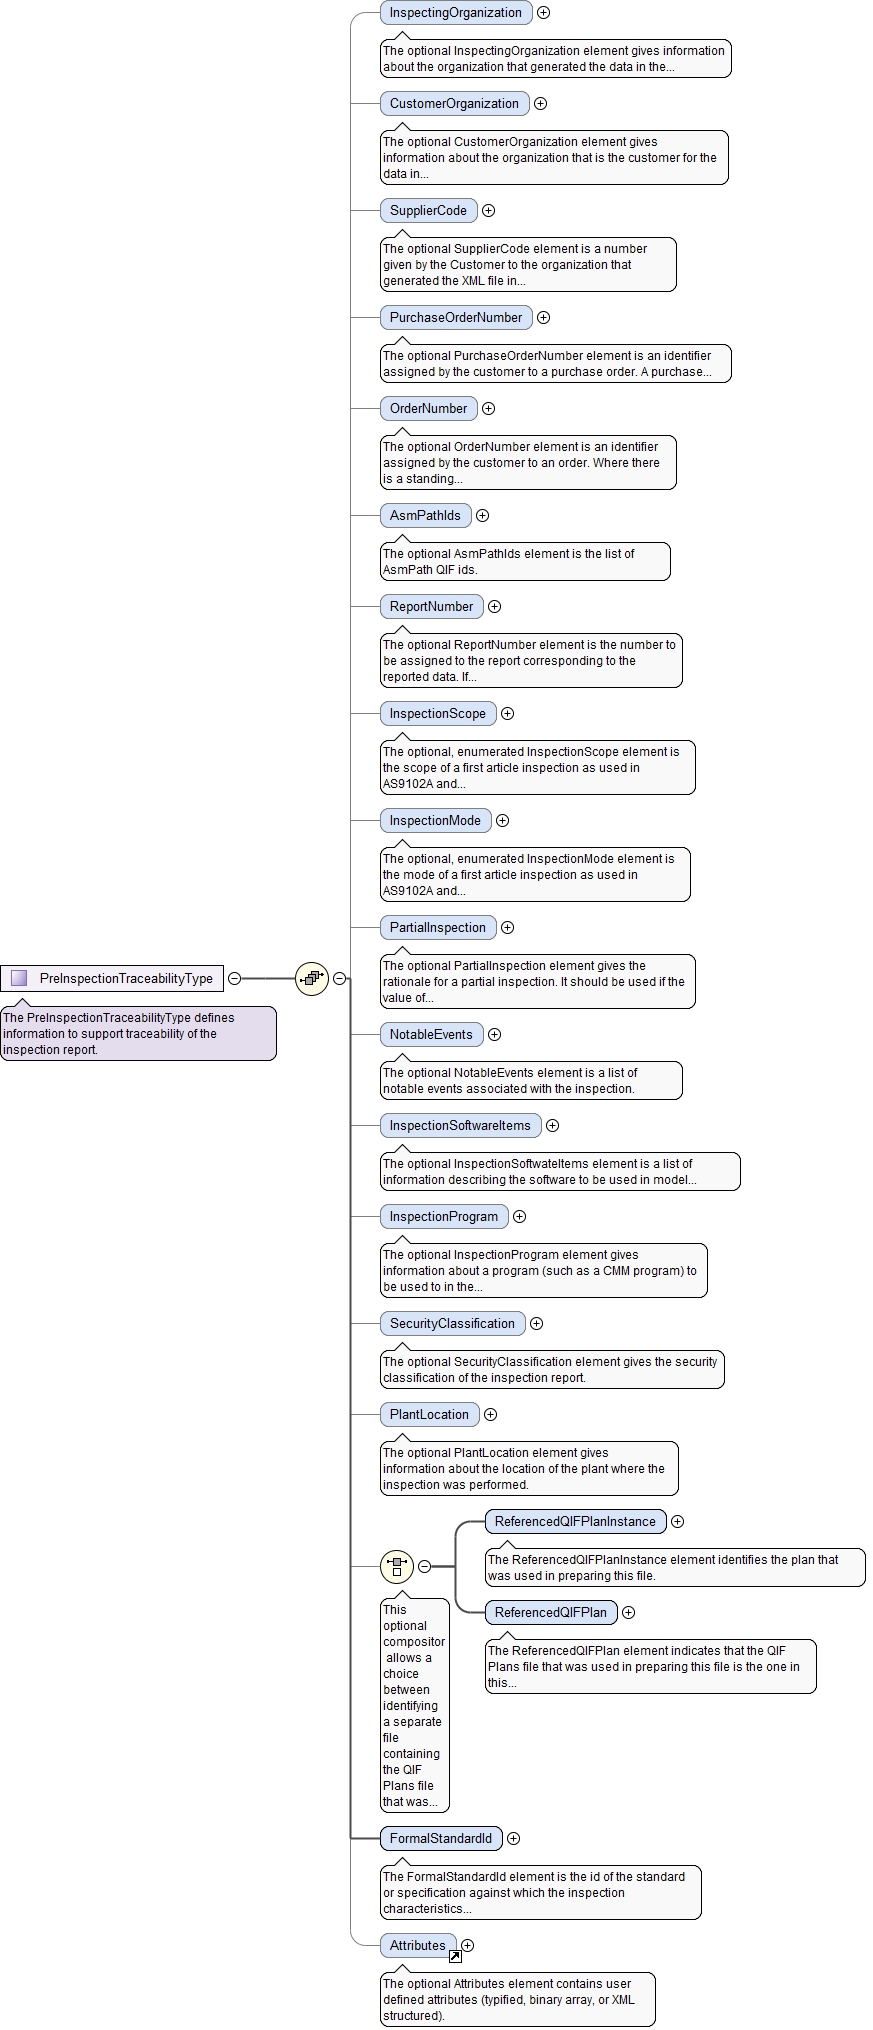 InspectingOrganization
The optional InspectingOrganization element gives information
about the organization that generated the data in the...
CustomerOrganization
The optional CustomerOrganization element gives
information about the organization that is the customer for the
data in...
SupplierCode
The optional SupplierCode element is a number
given by the Customer to the organization that
generated the XML file in...
PurchaseOrderNumber
The optional PurchaseOrderNumber element is an identifier
assigned by the customer to a purchase order. A purchase...
OrderNumber
The optional OrderNumber element is an identifier
assigned by the customer to an order. Where there
is a standing...
AsmPathIds
The optional AsmPathIds element is the list of
AsmPath QIF ids.
ReportNumber
The optional ReportNumber element is the number to
be assigned to the report corresponding to the
reported data. If...
InspectionScope
The optional, enumerated InspectionScope element is
the scope of a first article inspection as used in
AS9102A and...
InspectionMode
The optional, enumerated InspectionMode element is
the mode of a first article inspection as used in
AS9102A and...
PartialInspection
The optional PartialInspection element gives the
rationale for a partial inspection. It should be used if the
value of...
PreInspectionTraceabilityType
The PreInspectionTraceabilityType defines
information to support traceability of the
inspection report.
NotableEvents
The optional NotableEvents element is a list of
notable events associated with the inspection.
InspectionSoftwareItems
The optional InspectionSoftwateItems element is a list of
information describing the software to be used in model...
InspectionProgram
The optional InspectionProgram element gives
information about a program (such as a CMM program) to
be used to in the...
SecurityClassification
The optional SecurityClassification element gives the security
classification of the inspection report.
PlantLocation
The optional PlantLocation element gives
information about the location of the plant where the
inspection was performed.
ReferencedQIFPlanInstance
The ReferencedQIFPlanInstance element identifies the plan that
was used in preparing this file.
ReferencedQIFPlan
The ReferencedQIFPlan element indicates that the QIF
Plans file that was used in preparing this file is the one in
this...
This
optional
compositor
allows a
choice
between
identifying
a separate
file
containing
the QIF
Plans file
that was...
FormalStandardId
The FormalStandardId element is the id of the standard
or specification against which the inspection
characteristics...
Attributes
The optional Attributes element contains user
defined attributes (typified, binary array, or XML
structured).